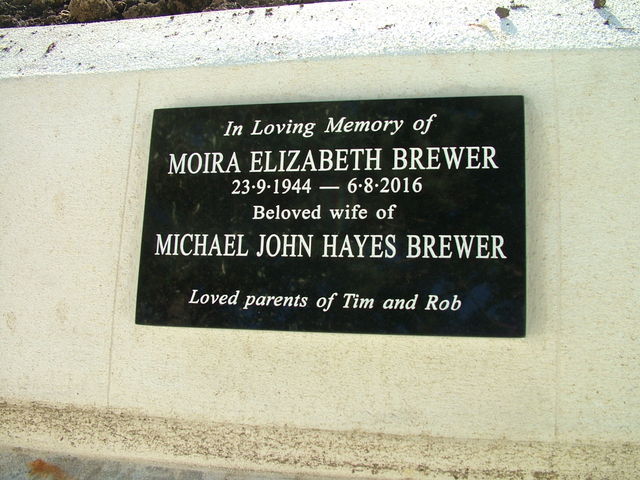 In Loving Memory of
MOIRA ELIZABETH BREWER
23·9·1944 — 6·8·2016
Beloved wife of
MICHAEL JOHN HAYES BREWER
Loved parents of Tim and Rob